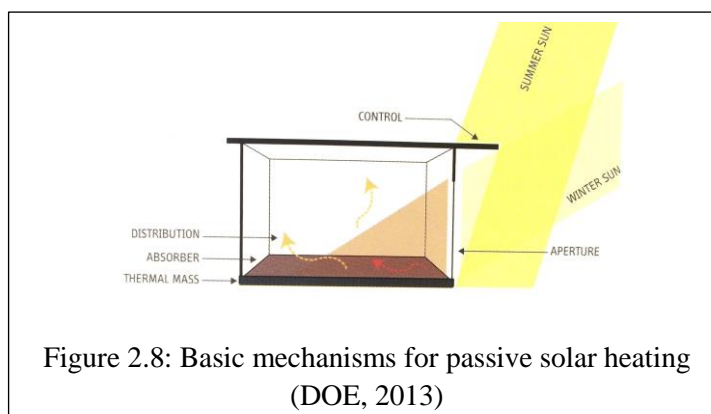 SUMMER SUN
CONTROL
WINTER SUN
DISTRIBUTION
ABSORBER
THERMAL MASS
APERTURE
Figure 2.8: Basic mechanisms for passive solar heating
(DOE, 2013)